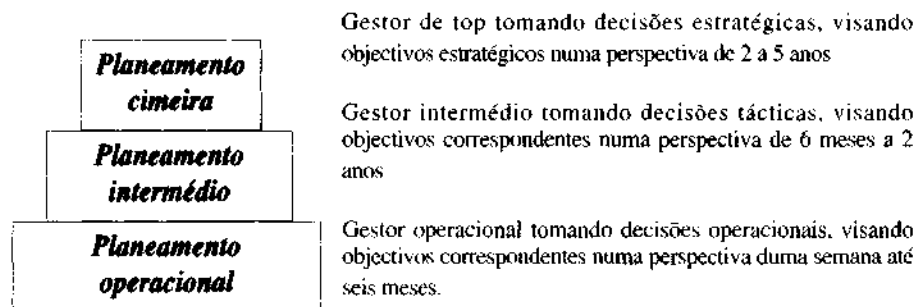 Planeamento
cimeira
Gestor de top tomando decisões estratégicas, visando
objectivos estratégicos numa perspectiva de 2 a 5 anos
Planeamento
intermédio
Gestor intermédio tomando decisões tácticas, visando
objectivos correspondentes numa perspectiva de 6 meses a 2
anos
Planeamento
operacional
Gestor operacional tomando decisões operacionais, visando
objectivos correspondentes numa perspectiva duma semana até
seis meses.